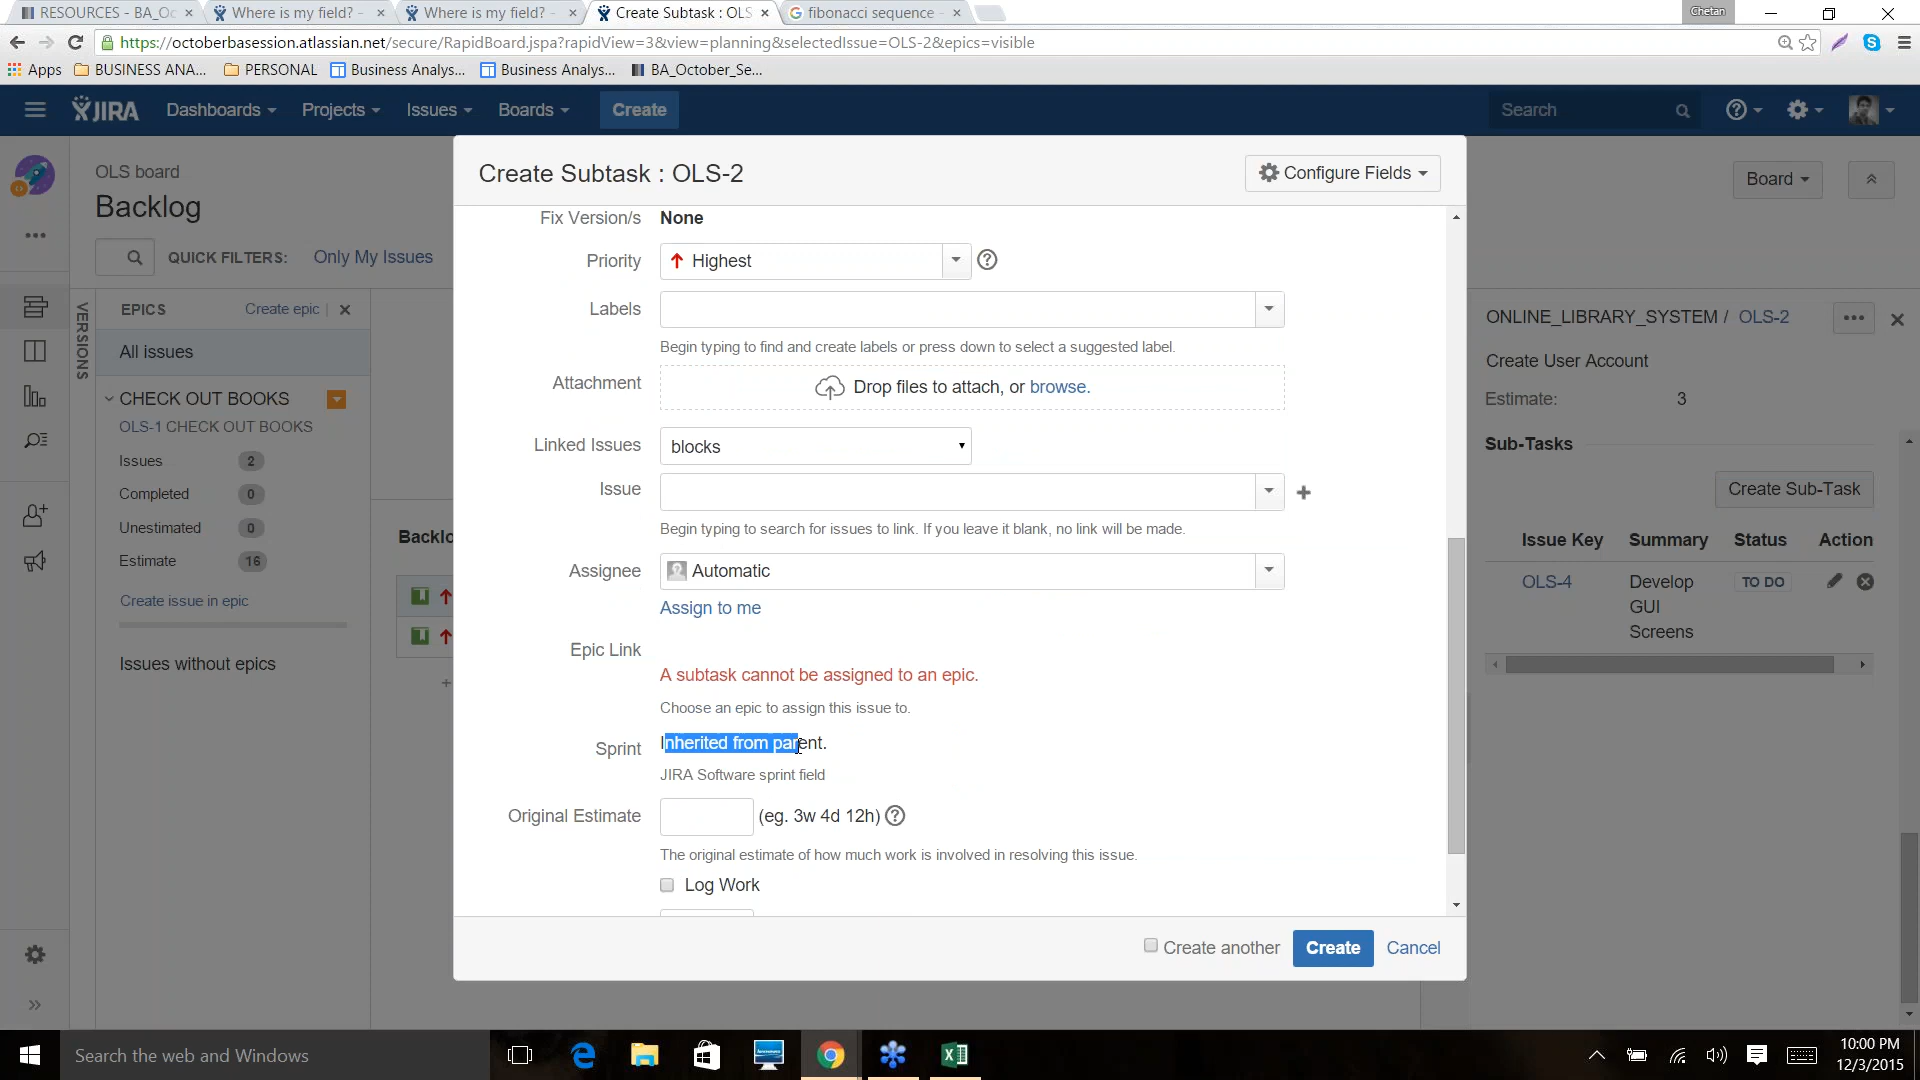 RESOURCES - BA_Oc
Where is my field? -
Where is my field? -
Create Subtask : OLS
fibonacci sequence -
Chetan
https://octoberbasession.atlassian.net/secure/RapidBoard.jspa?rapidView=3&view=planning&selectedIssue=OLS-2&epics=visible
Apps
BUSINESS ANA...
PERSONAL
Business Analys...
Business Analys...
BA_October_Se...
JIRA
Dashboards
Projects
Issues
Boards
Create
Search
OLS board
Backlog
QUICK FILTERS:
Only My Issues
VERSIONS
EPICS
Create epic
All issues
CHECK OUT BOOKS
OLS-1 CHECK OUT BOOKS
Issues 2
Completed 0
Unestimated 0
Estimate 16
Create issue in epic
Issues without epics
Backlo
Create Subtask : OLS-2
Configure Fields
Fix Version/s None
Priority Highest
Labels
Begin typing to find and create labels or press down to select a suggested label.
Attachment Drop files to attach, or browse.
Linked Issues blocks
Issue
Begin typing to search for issues to link. If you leave it blank, no link will be made.
Assignee Automatic
Assign to me
Epic Link
A subtask cannot be assigned to an epic.
Choose an epic to assign this issue to.
Sprint Inherited from parent.
JIRA Software sprint field
Original Estimate (eg. 3w 4d 12h)
The original estimate of how much work is involved in resolving this issue.
Log Work
Create another
Create
Cancel
Board
ONLINE_LIBRARY_SYSTEM / OLS-2
Create User Account
Estimate: 3
Sub-Tasks
Create Sub-Task
Issue Key Summary Status Action
OLS-4 Develop TO DO
GUI
Screens
Search the web and Windows
10:00 PM
12/3/2015